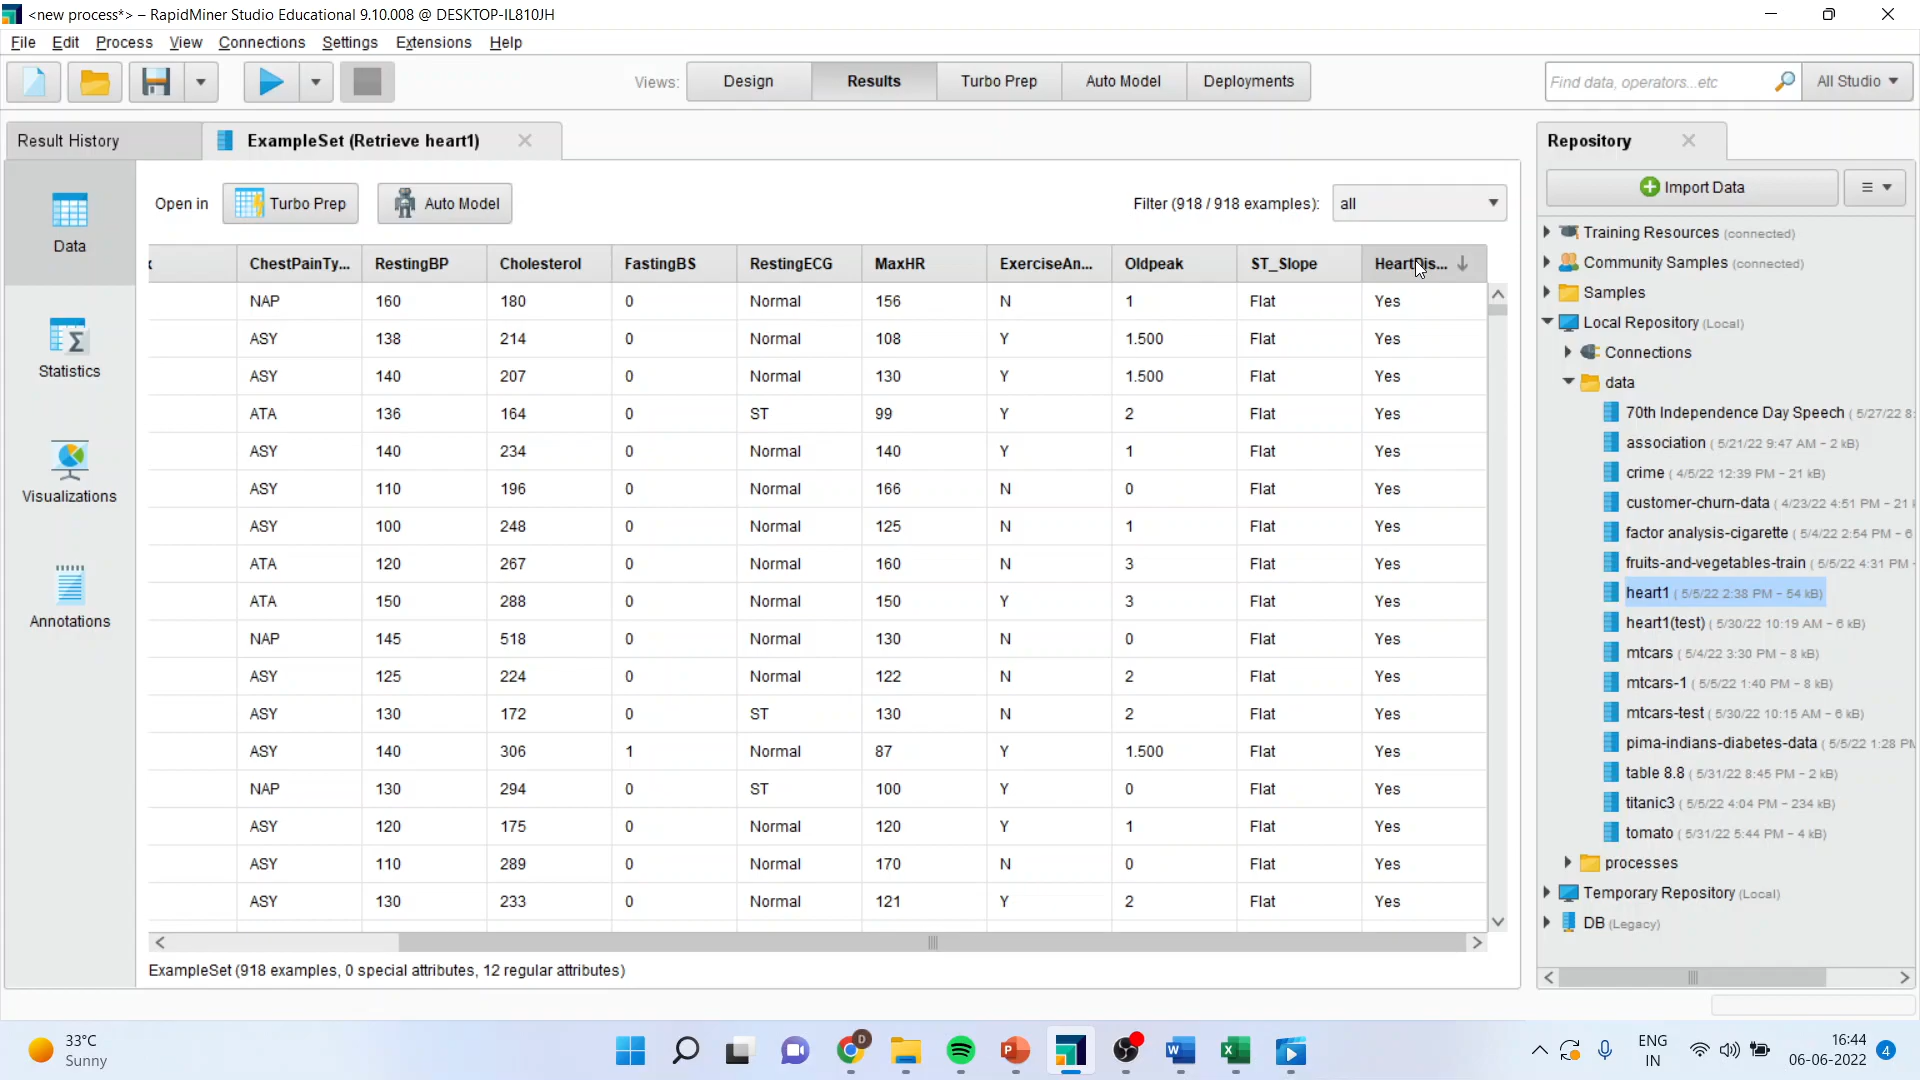 <new process*> – RapidMiner Studio Educational 9.10.008 @ DESKTOP-IL810JH
File Edit Process View Connections Settings Extensions Help
Views: Design Results Turbo Prep Auto Model Deployments Find data, operators...etc All Studio
Result History ExampleSet (Retrieve heart1) Repository
Open in Turbo Prep Auto Model Filter (918 / 918 examples): all Import Data
ChestPainTy... RestingBP Cholesterol FastingBS RestingECG MaxHR ExerciseAn... Oldpeak ST_Slope HeartDis...
NAP 160 180 0 Normal 156 N 1 Flat Yes
ASY 138 214 0 Normal 108 Y 1.500 Flat Yes
ASY 140 207 0 Normal 130 Y 1.500 Flat Yes
ATA 136 164 0 ST 99 Y 2 Flat Yes
ASY 140 234 0 Normal 140 Y 1 Flat Yes
ASY 110 196 0 Normal 166 N 0 Flat Yes
ASY 100 248 0 Normal 125 N 1 Flat Yes
ATA 120 267 0 Normal 160 N 3 Flat Yes
ATA 150 288 0 Normal 150 Y 3 Flat Yes
NAP 145 518 0 Normal 130 N 0 Flat Yes
ASY 125 224 0 Normal 122 N 2 Flat Yes
ASY 130 172 0 ST 130 N 2 Flat Yes
ASY 140 306 1 Normal 87 Y 1.500 Flat Yes
NAP 130 294 0 ST 100 Y 0 Flat Yes
ASY 120 175 0 Normal 120 Y 1 Flat Yes
ASY 110 289 0 Normal 170 N 0 Flat Yes
ASY 130 233 0 Normal 121 Y 2 Flat Yes
ExampleSet (918 examples, 0 special attributes, 12 regular attributes)
Data
Statistics
Visualizations
Annotations
Training Resources (connected)
Community Samples (connected)
Samples
Local Repository (Local)
Connections
data
70th Independence Day Speech ( 5/27/22 8:
association ( 5/21/22 9:47 AM – 2 kB)
crime ( 4/5/22 12:39 PM – 21 kB)
customer-churn-data ( 4/23/22 4:51 PM – 21
factor analysis-cigarette ( 5/4/22 2:54 PM – 6
fruits-and-vegetables-train ( 5/5/22 4:31 PM -
heart1 ( 5/5/22 2:38 PM – 54 kB)
heart1(test) ( 5/30/22 10:19 AM – 6 kB)
mtcars ( 5/4/22 3:30 PM – 8 kB)
mtcars-1 ( 5/5/22 1:40 PM – 8 kB)
mtcars-test ( 5/30/22 10:15 AM – 6 kB)
pima-indians-diabetes-data ( 5/5/22 1:28 PM
table 8.8 ( 5/31/22 8:45 PM – 2 kB)
titanic3 ( 5/5/22 4:04 PM – 234 kB)
tomato ( 5/31/22 5:44 PM – 4 kB)
processes
Temporary Repository (Local)
DB (Legacy)
33°C
Sunny
D
ENG
IN
16:44
06-06-2022
4